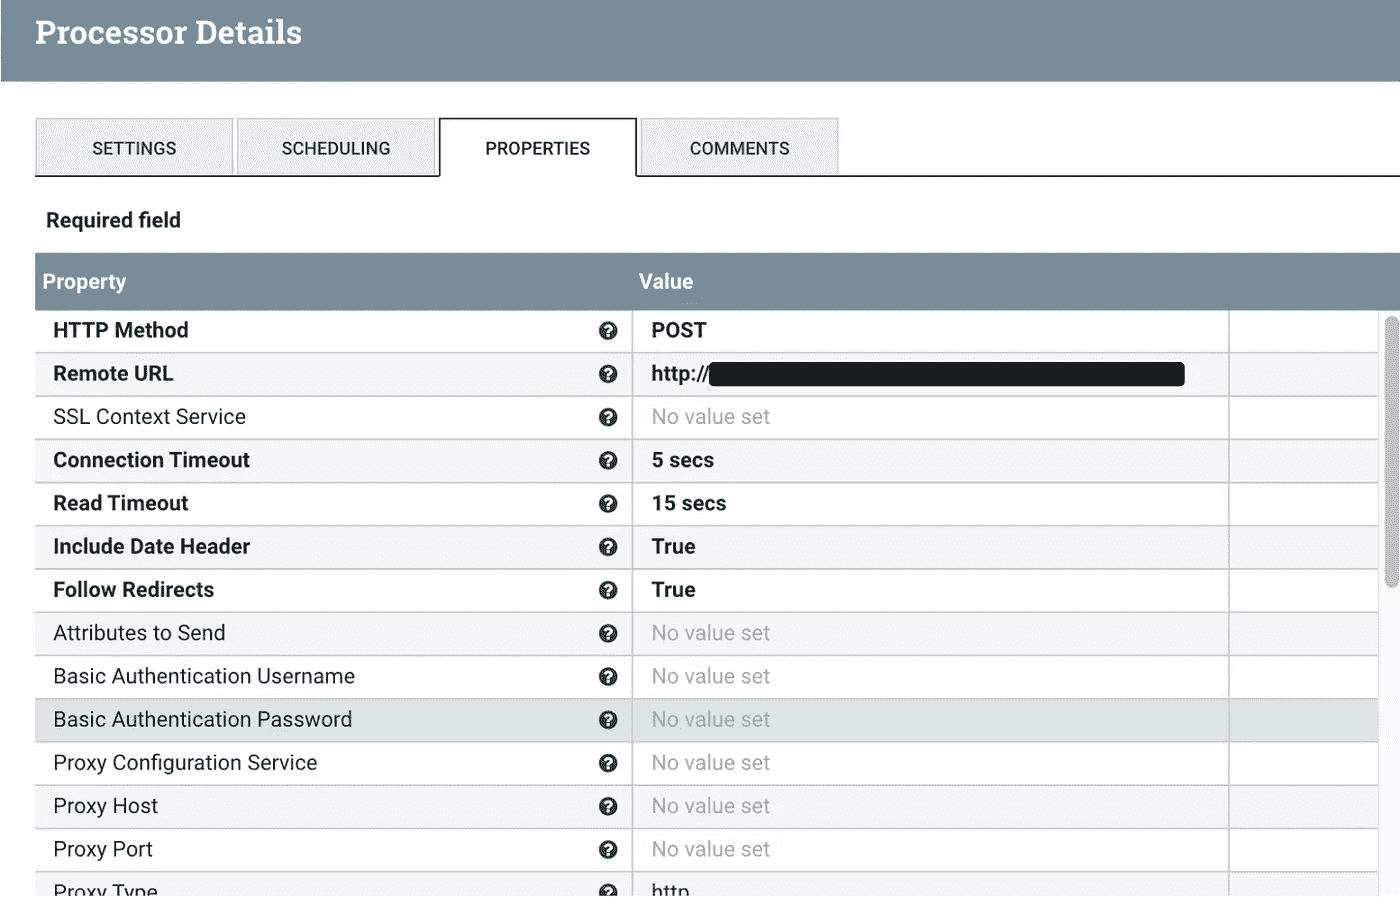 Processor Details
SETTINGS SCHEDULING PROPERTIES COMMENTS
Required field
Property Value
HTTP Method POST
Remote URL http://
SSL Context Service No value set
Connection Timeout 5 secs
Read Timeout 15 secs
Include Date Header True
Follow Redirects True
Attributes to Send No value set
Basic Authentication Username No value set
Basic Authentication Password No value set
Proxy Configuration Service No value set
Proxy Host No value set
Proxy Port No value set
Proxy Type http